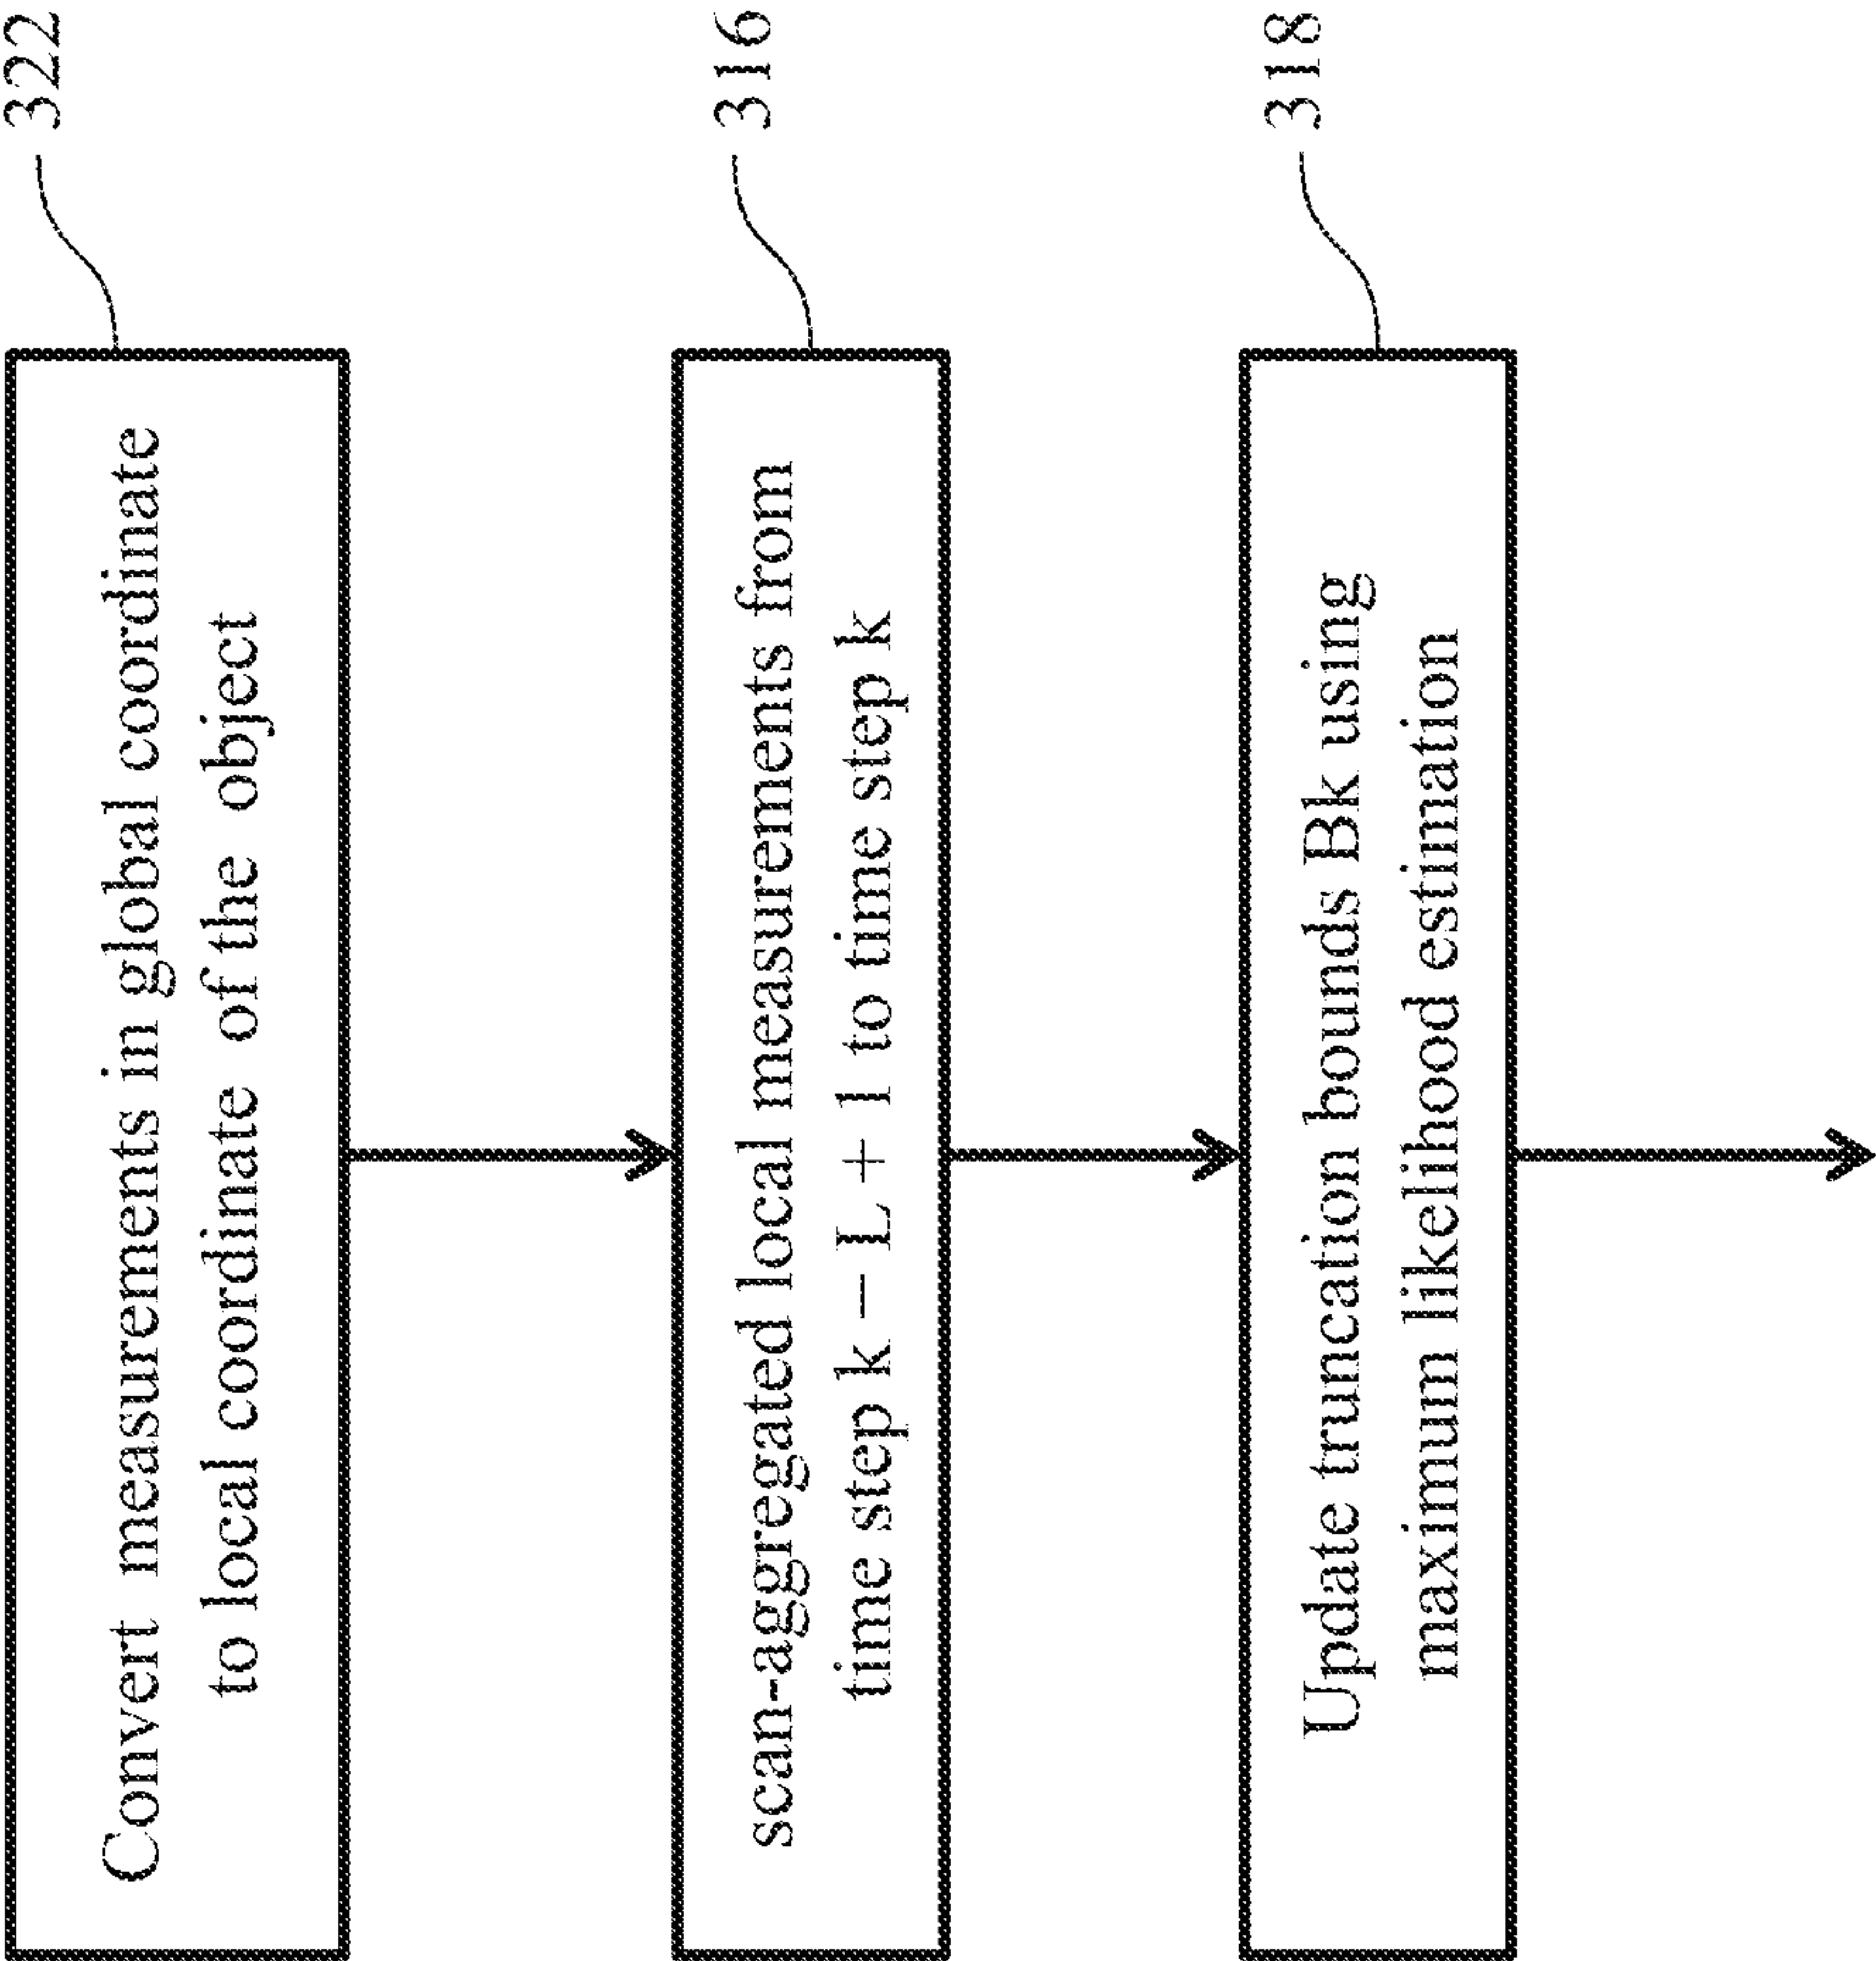 Convert measurements in global coordinate
to local coordinate of the object
322
scan-aggregated local measurements from
time step k − L + 1 to time step k
316
Update truncation bounds Bk using
maximum likelihood estimation
318